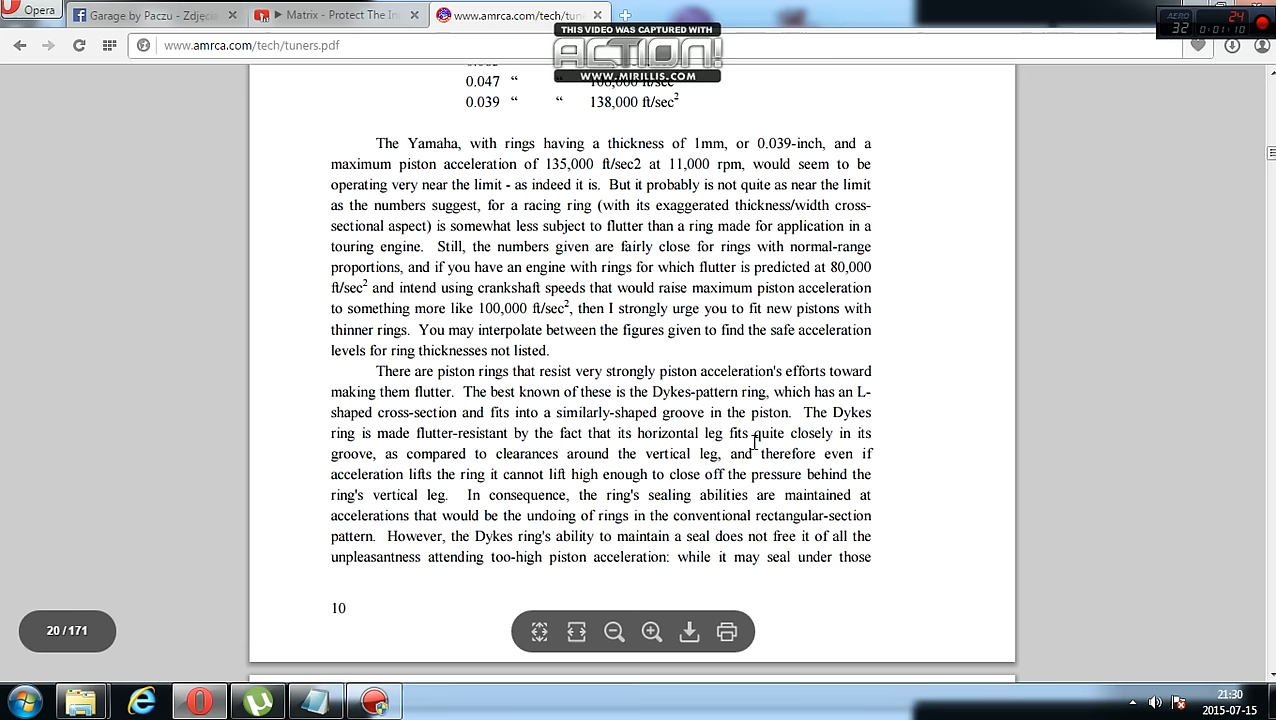 Opera
Garage by Paczu - Zdjęci
Matrix - Protect The In
www.amrca.com/tech/tun
AERO
32
24
0:01:10
www.amrca.com/tech/tuners.pdf
THIS VIDEO WAS CAPTURED WITH
ACTION!
WWW.MIRILLIS.COM
0.047 “ “
0.039 “ “ 138,000 ft/sec2
The Yamaha, with rings having a thickness of 1mm, or 0.039-inch, and a
maximum piston acceleration of 135,000 ft/sec2 at 11,000 rpm, would seem to be
operating very near the limit - as indeed it is. But it probably is not quite as near the limit
as the numbers suggest, for a racing ring (with its exaggerated thickness/width cross-
sectional aspect) is somewhat less subject to flutter than a ring made for application in a
touring engine. Still, the numbers given are fairly close for rings with normal-range
proportions, and if you have an engine with rings for which flutter is predicted at 80,000
ft/sec2 and intend using crankshaft speeds that would raise maximum piston acceleration
to something more like 100,000 ft/sec2, then I strongly urge you to fit new pistons with
thinner rings. You may interpolate between the figures given to find the safe acceleration
levels for ring thicknesses not listed.
There are piston rings that resist very strongly piston acceleration's efforts toward
making them flutter. The best known of these is the Dykes-pattern ring, which has an L-
shaped cross-section and fits into a similarly-shaped groove in the piston. The Dykes
ring is made flutter-resistant by the fact that its horizontal leg fits quite closely in its
groove, as compared to clearances around the vertical leg, and therefore even if
acceleration lifts the ring it cannot lift high enough to close off the pressure behind the
ring's vertical leg. In consequence, the ring's sealing abilities are maintained at
accelerations that would be the undoing of rings in the conventional rectangular-section
pattern. However, the Dykes ring's ability to maintain a seal does not free it of all the
unpleasantness attending too-high piston acceleration: while it may seal under those
10
20 / 171
21:30
2015-07-15